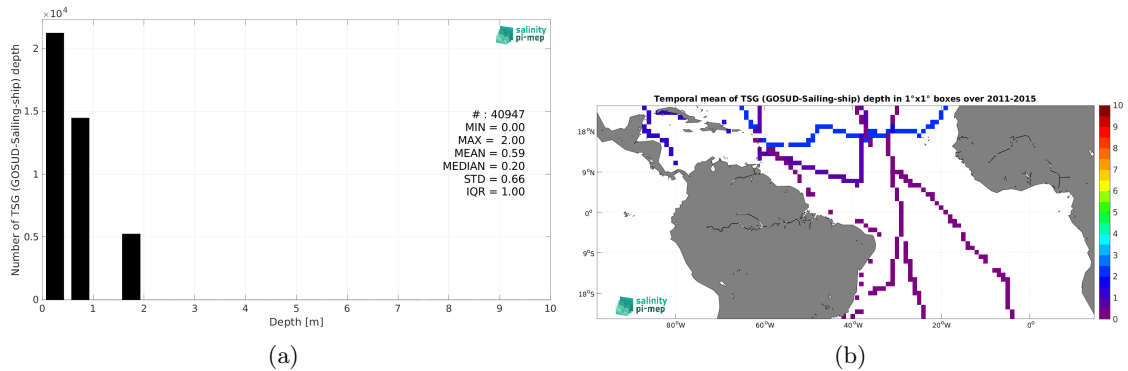 ×10⁴
salinity
pi-mep
# : 40947
MIN = 0.00
MAX = 2.00
MEAN = 0.59
MEDIAN = 0.20
STD = 0.66
IQR = 1.00
Number of TSG (GOSUD-Sailing-ship) depth
2
1.5
1
0.5
0
0 1 2 3 4 5 6 7 8 9 10
Depth [m]
(a)
Temporal mean of TSG (GOSUD-Sailing-ship) depth in 1°x1° boxes over 2011-2015
18°N
9°N
0°
9°S
18°S
80°W 60°W 40°W 20°W 0°
salinity
pi-mep
10
9
8
7
6
5
4
3
2
1
0
(b)